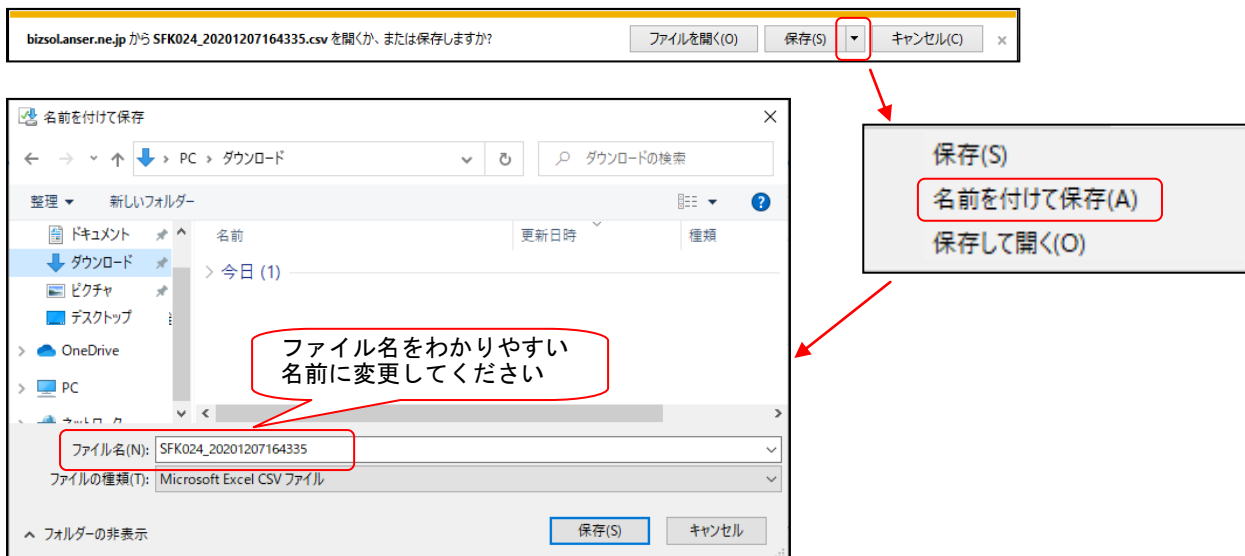 bizsol.anser.ne.jp から SFK024_20201207164335.csv を開くか、または保存しますか?
ファイルを開く(O) 保存(S) キャンセル(C) ×
保存(S)
名前を付けて保存(A)
保存して開く(O)
名前を付けて保存
PC › ダウンロード ダウンロードの検索
整理 新しいフォルダー
ドキュメント
ダウンロード
ピクチャ
デスクトップ
OneDrive
PC
名前 更新日時 種類
今日 (1)
ファイル名をわかりやすい
名前に変更してください
ファイル名(N): SFK024_20201207164335
ファイルの種類(T): Microsoft Excel CSV ファイル
フォルダーの非表示 保存(S) キャンセル